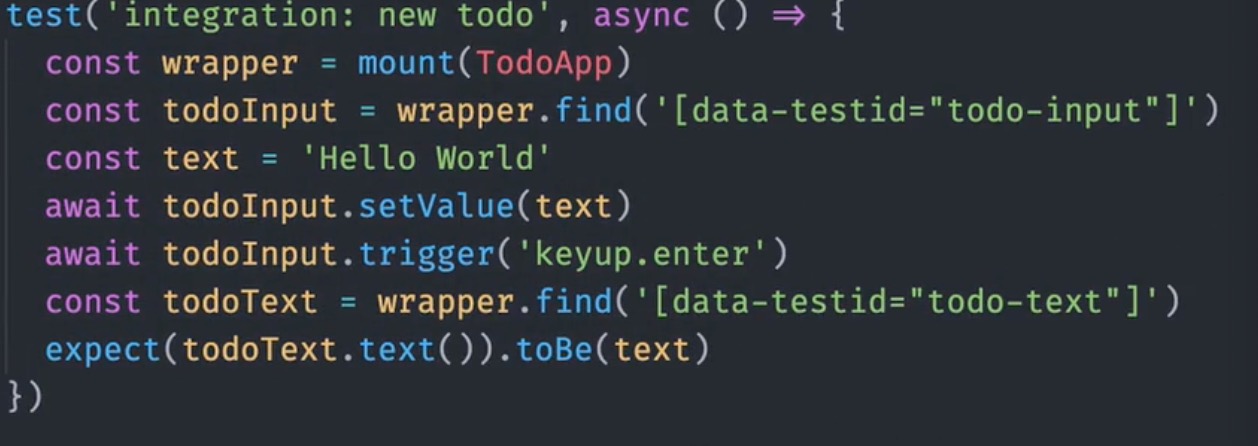 test('integration: new todo', async () => {
const wrapper = mount(TodoApp)
const todoInput = wrapper.find('[data-testid="todo-input"]')
const text = 'Hello World'
await todoInput.setValue(text)
await todoInput.trigger('keyup.enter')
const todoText = wrapper.find('[data-testid="todo-text"]')
expect(todoText.text()).toBe(text)
})